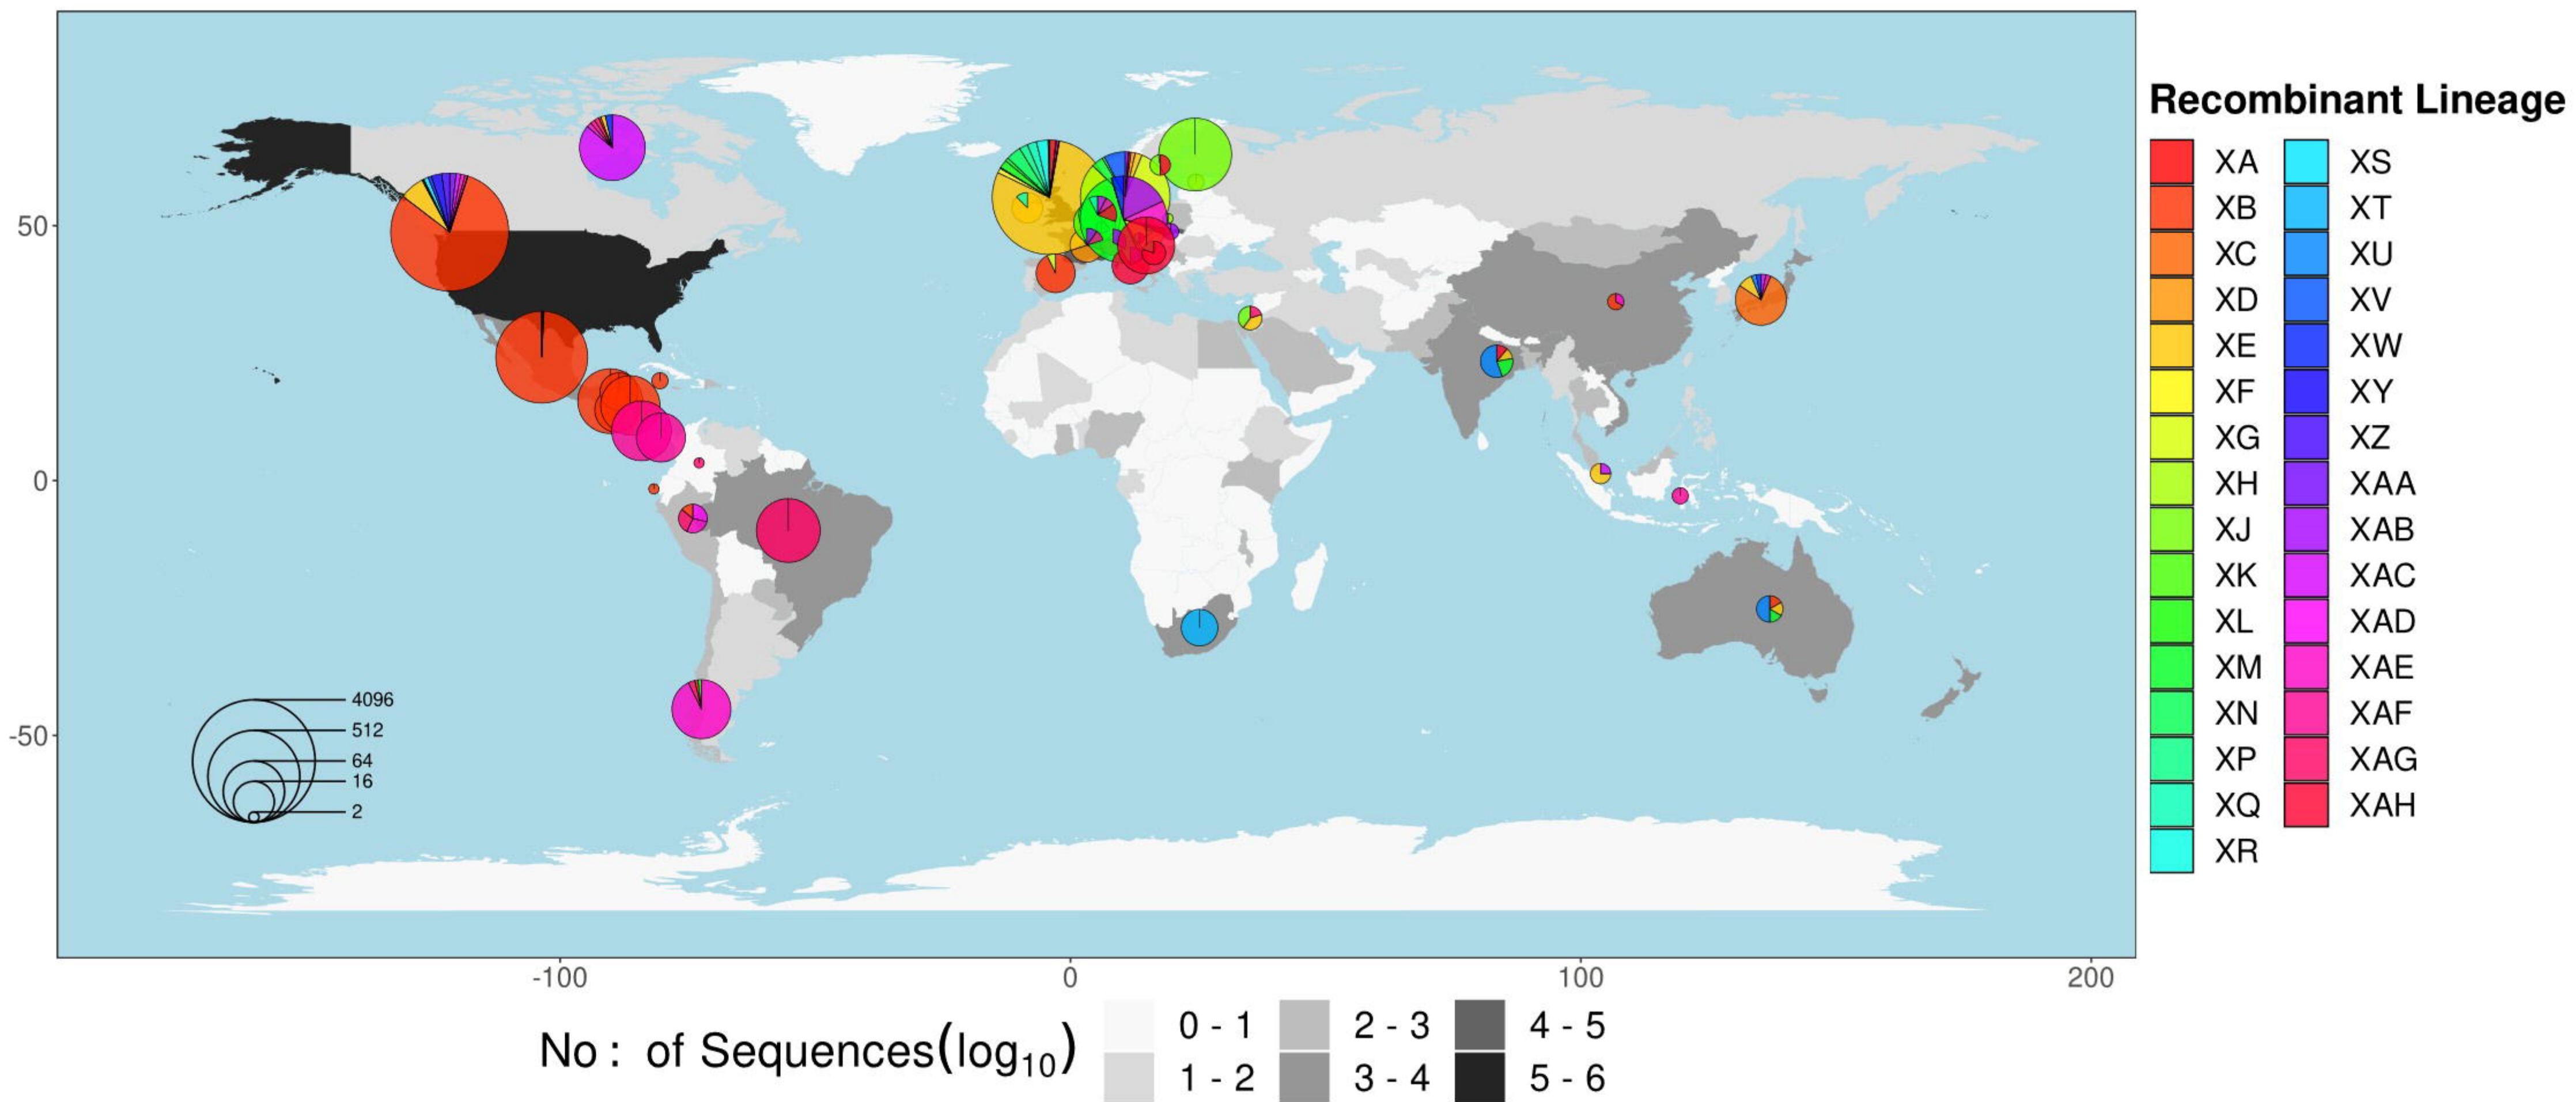 Recombinant Lineage
XA XS
XB XT
XC XU
XD XV
XE XW
XF XY
XG XZ
XH XAA
XJ XAB
XK XAC
XL XAD
XM XAE
XN XAF
XP XAG
XQ XAH
XR
50
0
-50
4096
512
64
16
2
-100 0 100 200
No : of Sequences(log10)
0 - 1 2 - 3 4 - 5
1 - 2 3 - 4 5 - 6